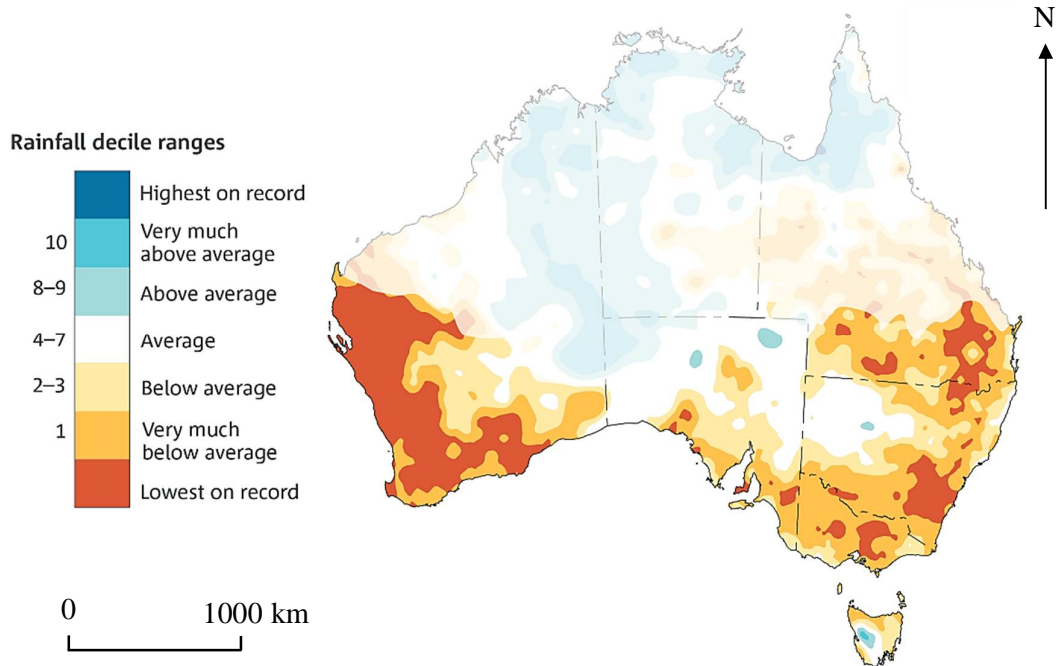 N
Rainfall decile ranges
Highest on record
10 Very much
above average
8–9 Above average
4–7 Average
2–3 Below average
1 Very much
below average
Lowest on record
0 1000 km